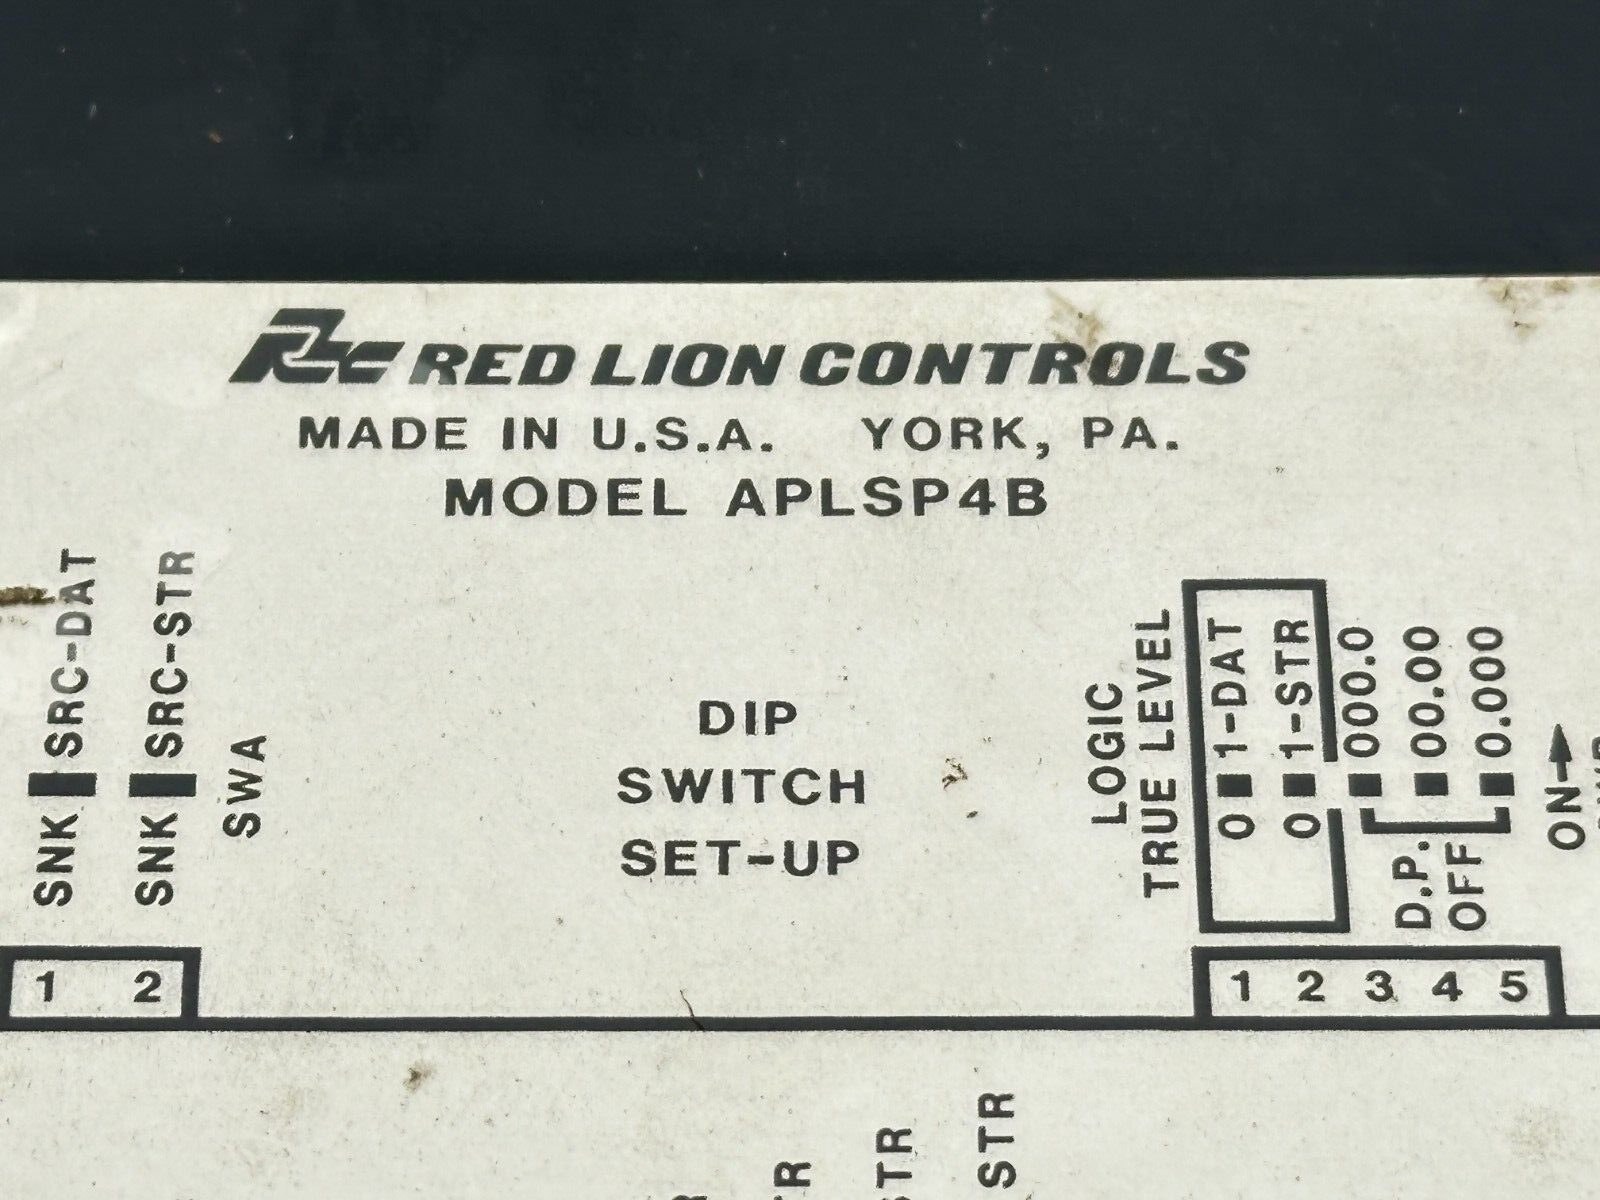 RLC RED LION CONTROLS
MADE IN U.S.A. YORK, PA.
MODEL APLSP4B
SNK SRC-DAT
SNK SRC-STR
SWA
DIP
SWITCH
SET-UP
LOGIC
TRUE LEVEL
0 1-DAT
0 1-STR
000.0
00.00
0.000
D.P.
OFF
ON→
1 2
1 2 3 4 5
STR
STR